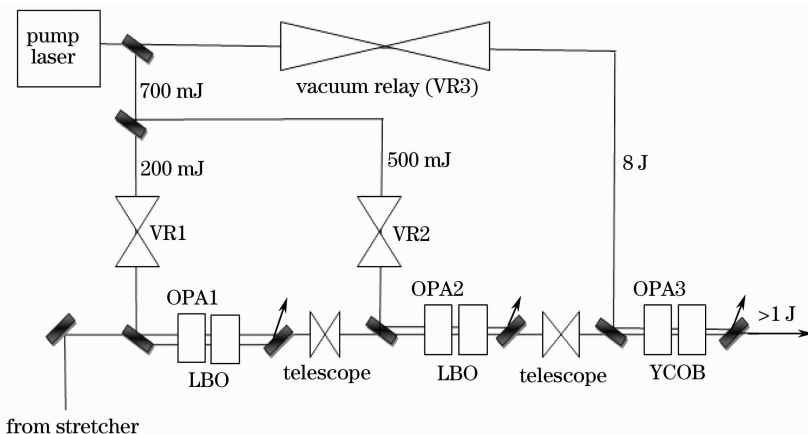 pump
laser
vacuum relay (VR3)
700 mJ
200 mJ
500 mJ
8 J
VR1
VR2
OPA1
OPA2
OPA3
>1 J
LBO
telescope
LBO
telescope
YCOB
from stretcher